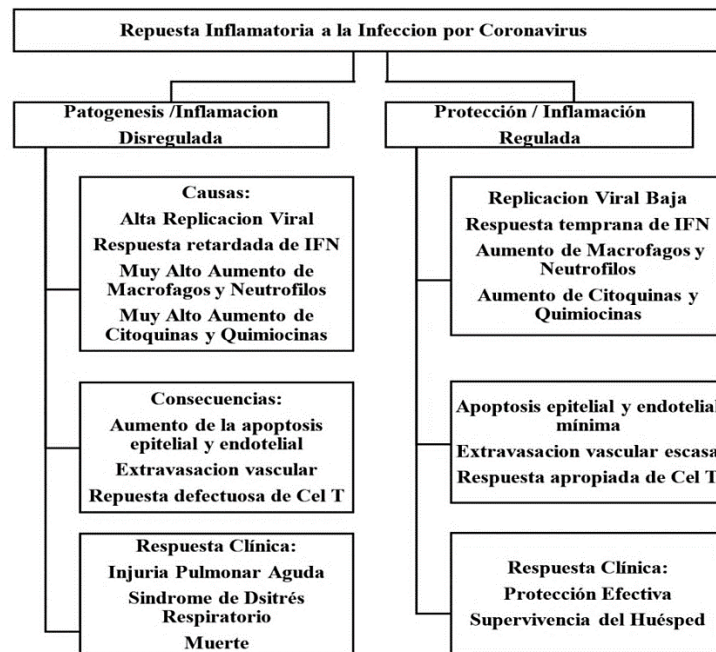 Repuesta Inflamatoria a la Infeccion por Coronavirus
Patogenesis /Inflamacion
Disregulada
Protección / Inflamación
Regulada
Causas:
Alta Replicacion Viral
Respuesta retardada de IFN
Muy Alto Aumento de
Macrofagos y Neutrofilos
Muy Alto Aumento de
Citoquinas y Quimiocinas
Replicacion Viral Baja
Respuesta temprana de IFN
Aumento de Macrofagos y
Neutrofilos
Aumento de Citoquinas y
Quimiocinas
Consecuencias:
Aumento de la apoptosis
epitelial y endotelial
Extravasacion vascular
Repuesta defectuosa de Cel T
Apoptosis epitelial y endotelial
mínima
Extravasacion vascular escasa
Respuesta apropiada de Cel T
Respuesta Clínica:
Injuria Pulmonar Aguda
Sindrome de Dsitrés
Respiratorio
Muerte
Respuesta Clínica:
Protección Efectiva
Supervivencia del Huésped